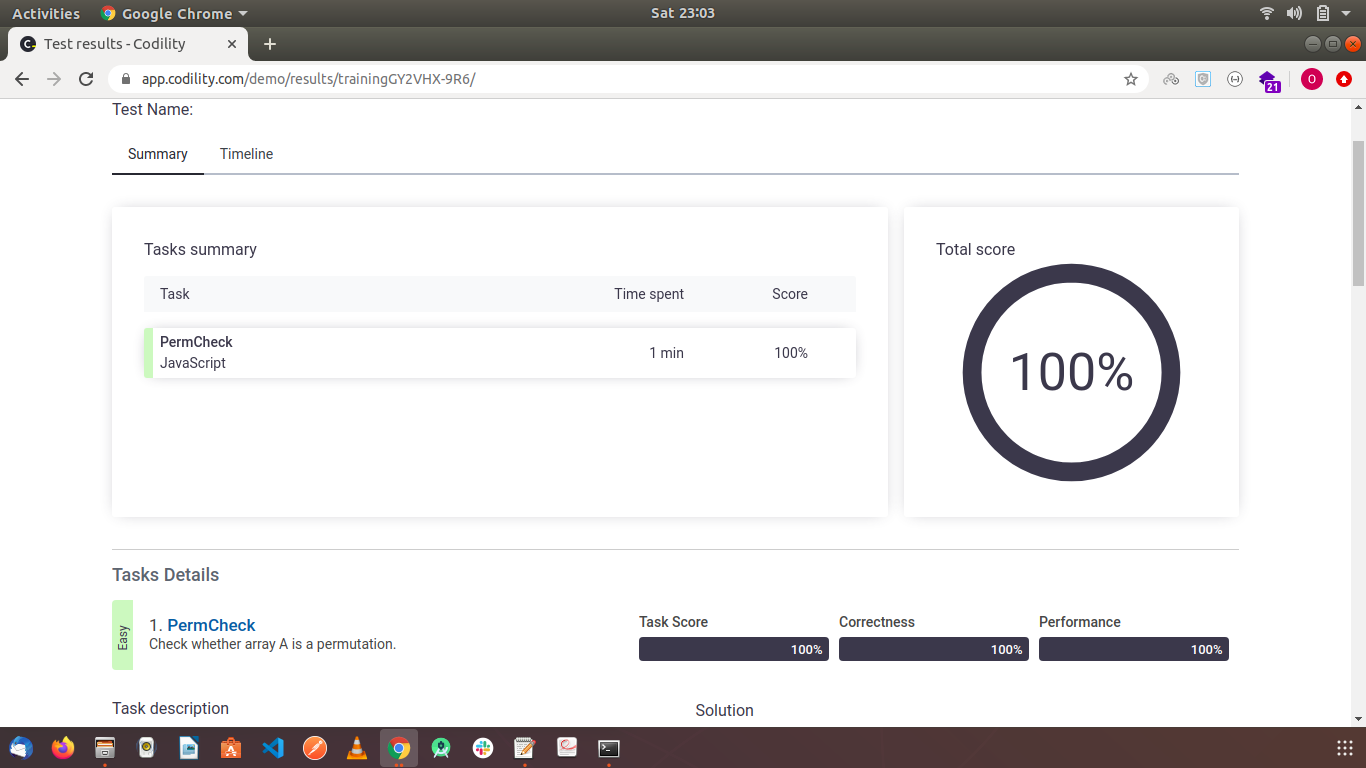 Activities Google Chrome Sat 23:03
Test results - Codility
app.codility.com/demo/results/trainingGY2VHX-9R6/ 21 O
Test Name:
Summary Timeline
Tasks summary
Task Time spent Score
PermCheck
JavaScript
1 min 100%
Total score
100%
Tasks Details
Easy
1. PermCheck
Check whether array A is a permutation.
Task Score Correctness Performance
100% 100% 100%
Task description Solution